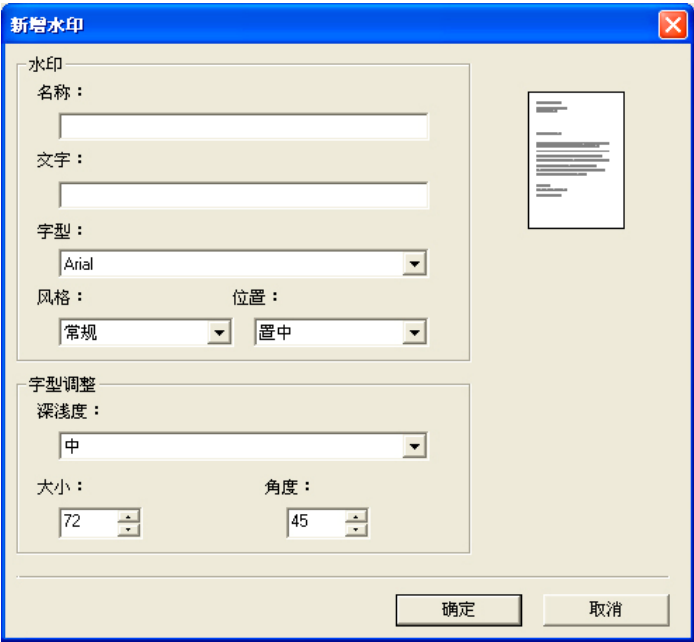 新增水印
水印
名称：
文字：
字型：
Arial
风格： 位置：
常规 置中
字型调整
深浅度：
中
大小： 角度：
72 45
确定 取消